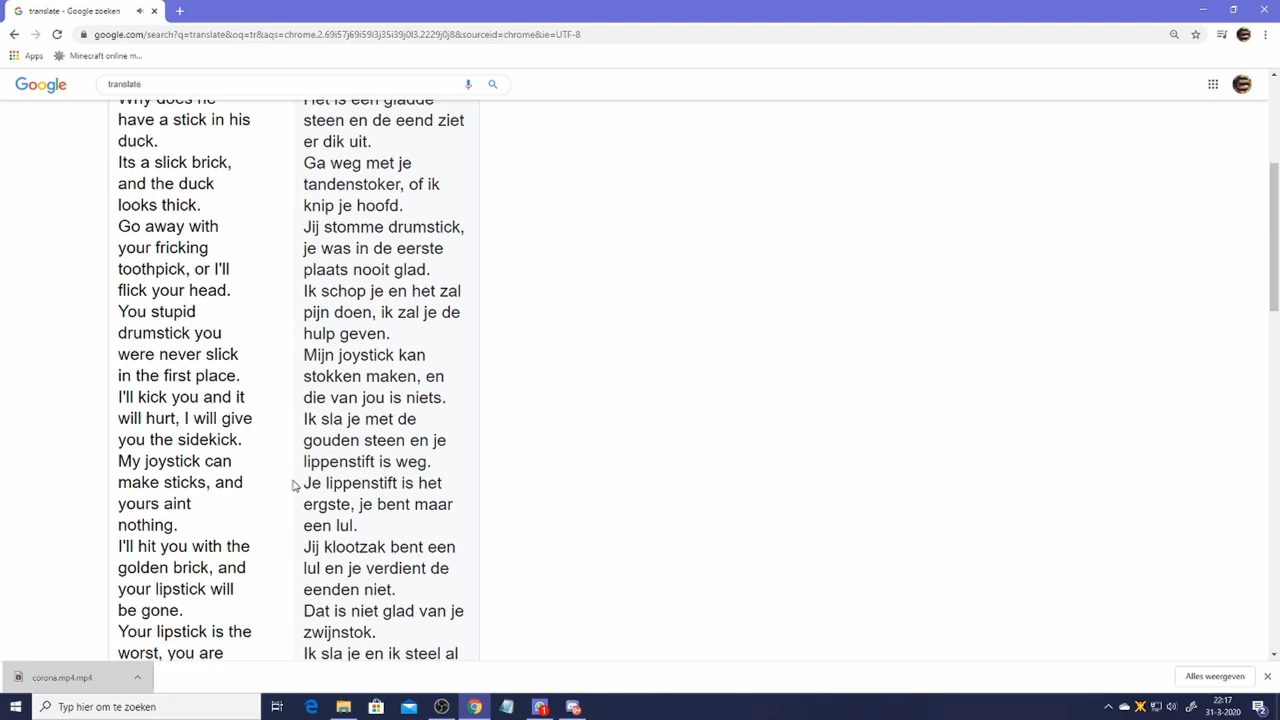 translate - Google zoeken
google.com/search?q=translate&oq=tr&aqs=chrome.2.69i57j69i59l3j35i39j0l3.2229j0j8&sourceid=chrome&ie=UTF-8
Apps
Minecraft online m...
Google
translate
Why does he
have a stick in his
duck.
Its a slick brick,
and the duck
looks thick.
Go away with
your fricking
toothpick, or I'll
flick your head.
You stupid
drumstick you
were never slick
in the first place.
I'll kick you and it
will hurt, I will give
you the sidekick.
My joystick can
make sticks, and
yours aint
nothing.
I'll hit you with the
golden brick, and
your lipstick will
be gone.
Your lipstick is the
worst, you are
Het is een gladde
steen en de eend ziet
er dik uit.
Ga weg met je
tandenstoker, of ik
knip je hoofd.
Jij stomme drumstick,
je was in de eerste
plaats nooit glad.
Ik schop je en het zal
pijn doen, ik zal je de
hulp geven.
Mijn joystick kan
stokken maken, en
die van jou is niets.
Ik sla je met de
gouden steen en je
lippenstift is weg.
Je lippenstift is het
ergste, je bent maar
een lul.
Jij klootzak bent een
lul en je verdient de
eenden niet.
Dat is niet glad van je
zwijnstok.
Ik sla je en ik steel al
corona.mp4.mp4
Alles weergeven
Typ hier om te zoeken
22:17
31-3-2020